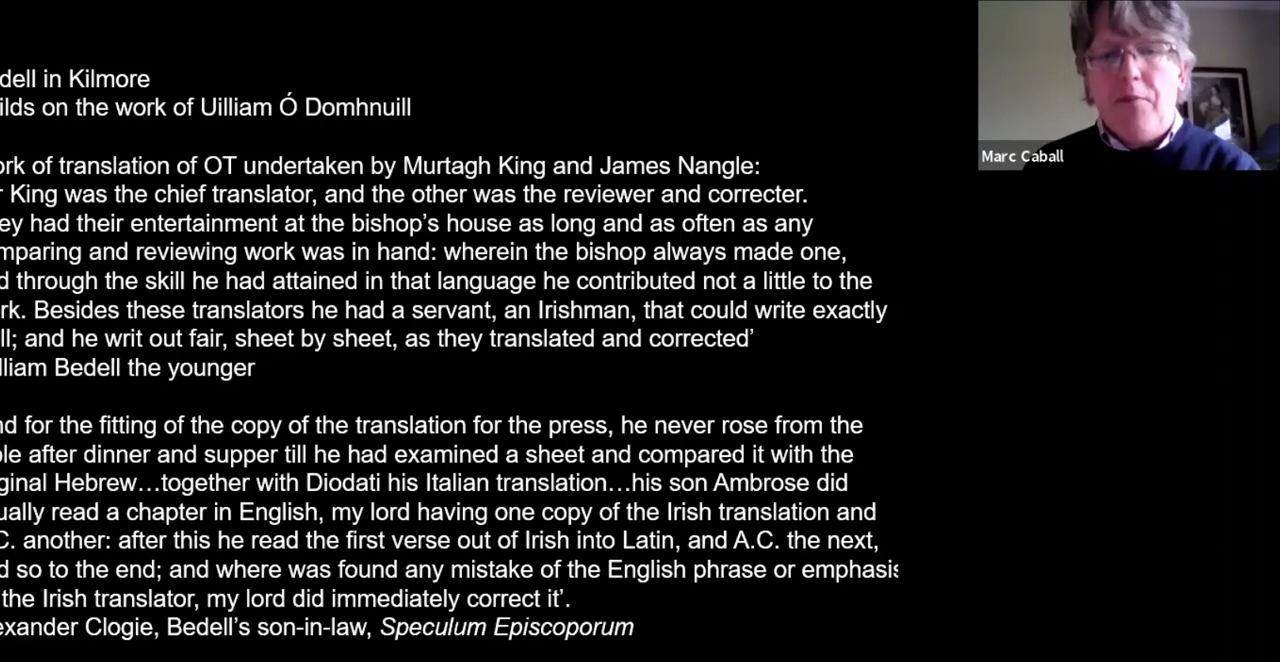 dell in Kilmore
ilds on the work of Uilliam Ó Domhnuill
ork of translation of OT undertaken by Murtagh King and James Nangle:
r King was the chief translator, and the other was the reviewer and correcter.
ey had their entertainment at the bishop’s house as long and as often as any
mparing and reviewing work was in hand: wherein the bishop always made one,
d through the skill he had attained in that language he contributed not a little to the
rk. Besides these translators he had a servant, an Irishman, that could write exactly
ll; and he writ out fair, sheet by sheet, as they translated and corrected’
lliam Bedell the younger
nd for the fitting of the copy of the translation for the press, he never rose from the
ble after dinner and supper till he had examined a sheet and compared it with the
iginal Hebrew…together with Diodati his Italian translation…his son Ambrose did
ually read a chapter in English, my lord having one copy of the Irish translation and
C. another: after this he read the first verse out of Irish into Latin, and A.C. the next,
d so to the end; and where was found any mistake of the English phrase or emphasis
the Irish translator, my lord did immediately correct it’.
exander Clogie, Bedell’s son-in-law, Speculum Episcoporum
Marc Caball